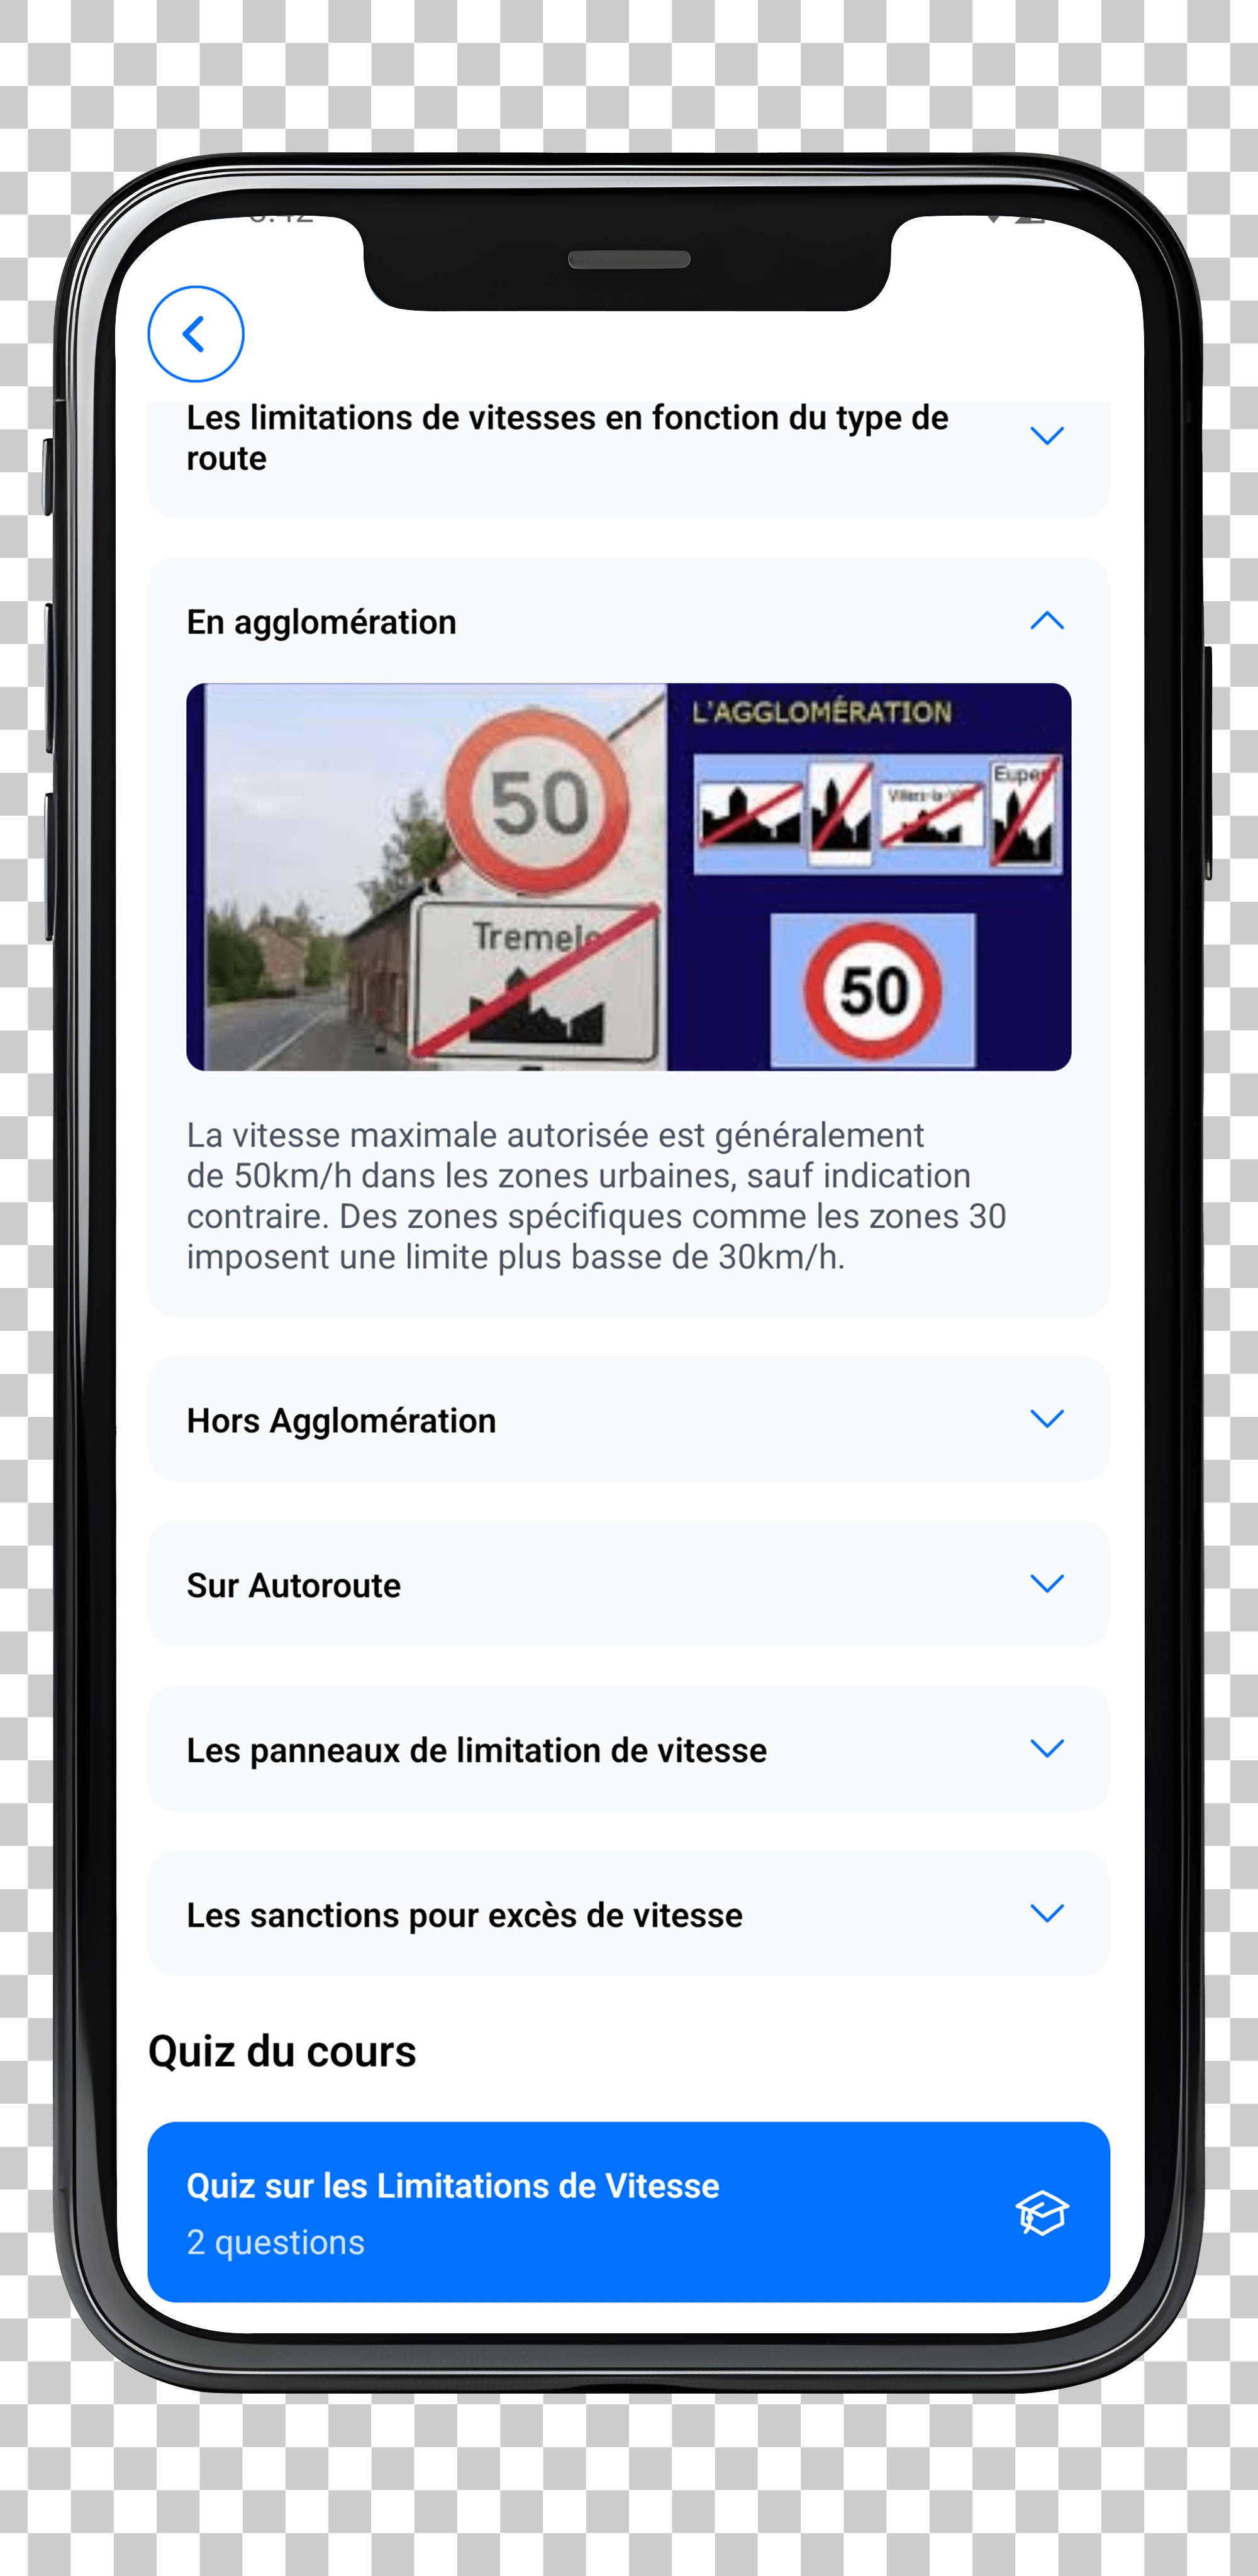 Les limitations de vitesses en fonction du type de
route
En agglomération
50
Tremelo
L'AGGLOMÉRATION
Eupen
50
La vitesse maximale autorisée est généralement
de 50km/h dans les zones urbaines, sauf indication
contraire. Des zones spécifiques comme les zones 30
imposent une limite plus basse de 30km/h.
Hors Agglomération
Sur Autoroute
Les panneaux de limitation de vitesse
Les sanctions pour excès de vitesse
Quiz du cours
Quiz sur les Limitations de Vitesse
2 questions